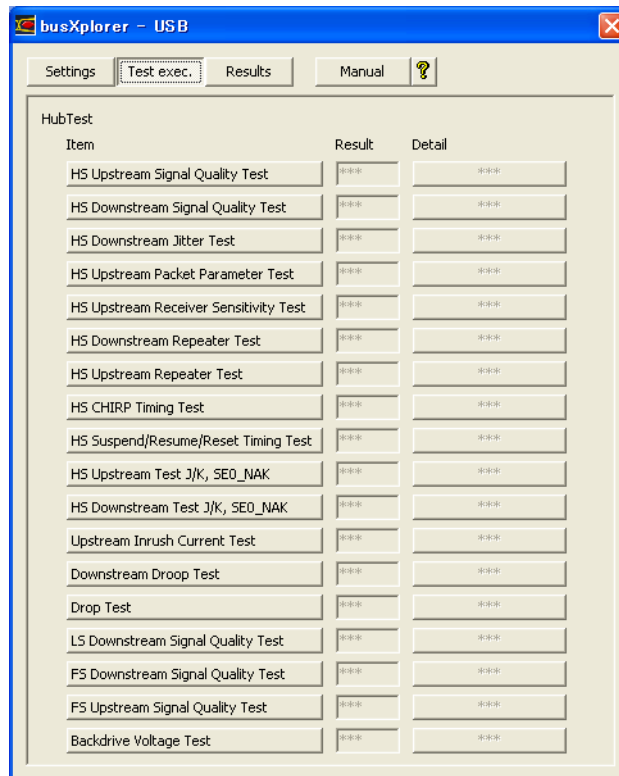 busXplorer - USB
Settings Test exec. Results Manual ?
HubTest
Item Result Detail
HS Upstream Signal Quality Test *** ***
HS Downstream Signal Quality Test *** ***
HS Downstream Jitter Test *** ***
HS Upstream Packet Parameter Test *** ***
HS Upstream Receiver Sensitivity Test *** ***
HS Downstream Repeater Test *** ***
HS Upstream Repeater Test *** ***
HS CHIRP Timing Test *** ***
HS Suspend/Resume/Reset Timing Test *** ***
HS Upstream Test J/K, SE0_NAK *** ***
HS Downstream Test J/K, SE0_NAK *** ***
Upstream Inrush Current Test *** ***
Downstream Droop Test *** ***
Drop Test *** ***
LS Downstream Signal Quality Test *** ***
FS Downstream Signal Quality Test *** ***
FS Upstream Signal Quality Test *** ***
Backdrive Voltage Test *** ***